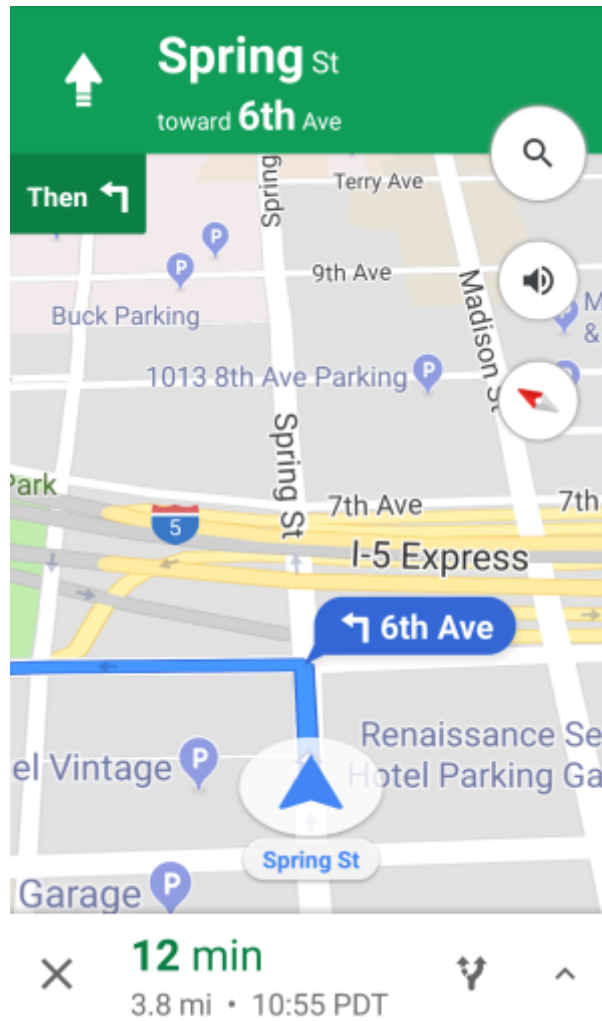 Spring St
toward 6th Ave
Then
Spring
Terry Ave
9th Ave
Madison St
M
&
Buck Parking
1013 8th Ave Parking
Spring St
Park
5
7th Ave
7th
I-5 Express
6th Ave
Renaissance Se
Hotel Parking Ga
el Vintage
P
P
P
P
P
Spring St
Garage
12 min
3.8 mi • 10:55 PDT